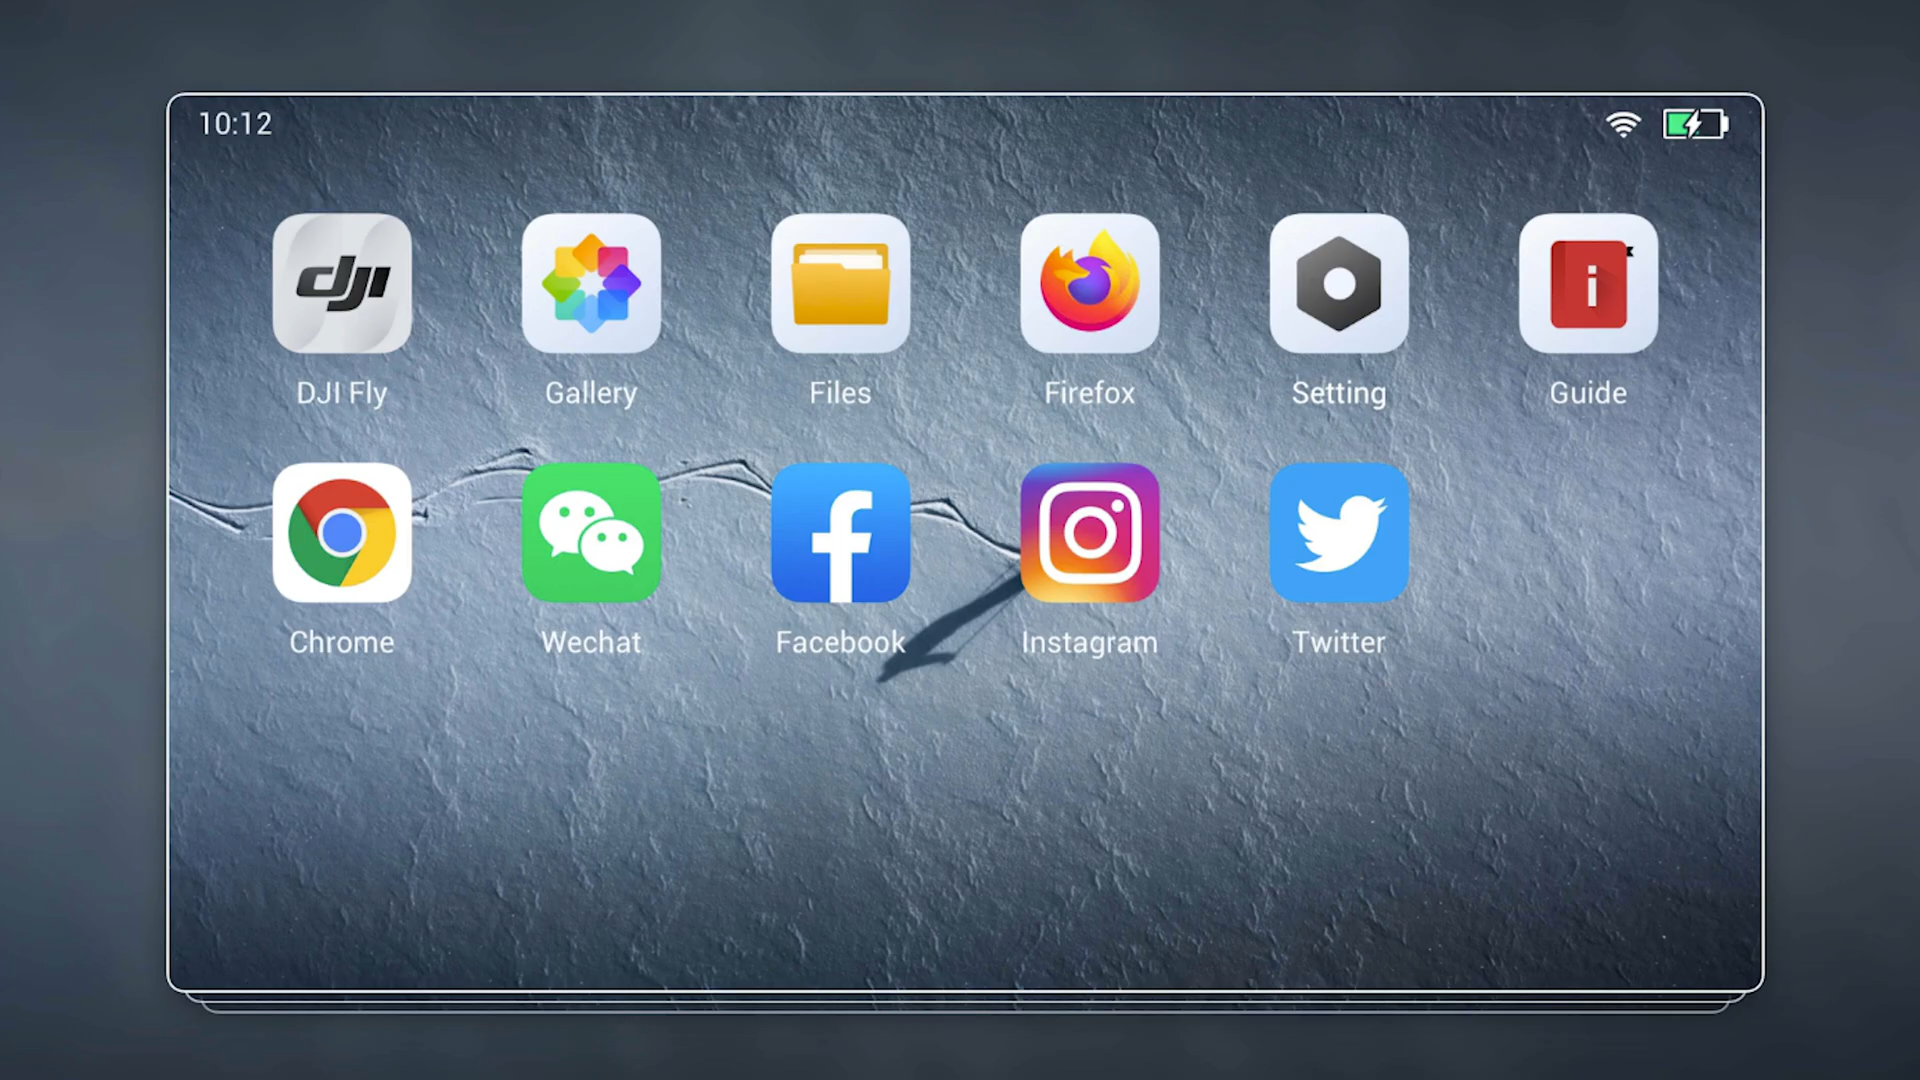 10:12
dji
DJI Fly
Gallery
Files
Firefox
Setting
i
Guide
Chrome
Wechat
Facebook
Instagram
Twitter